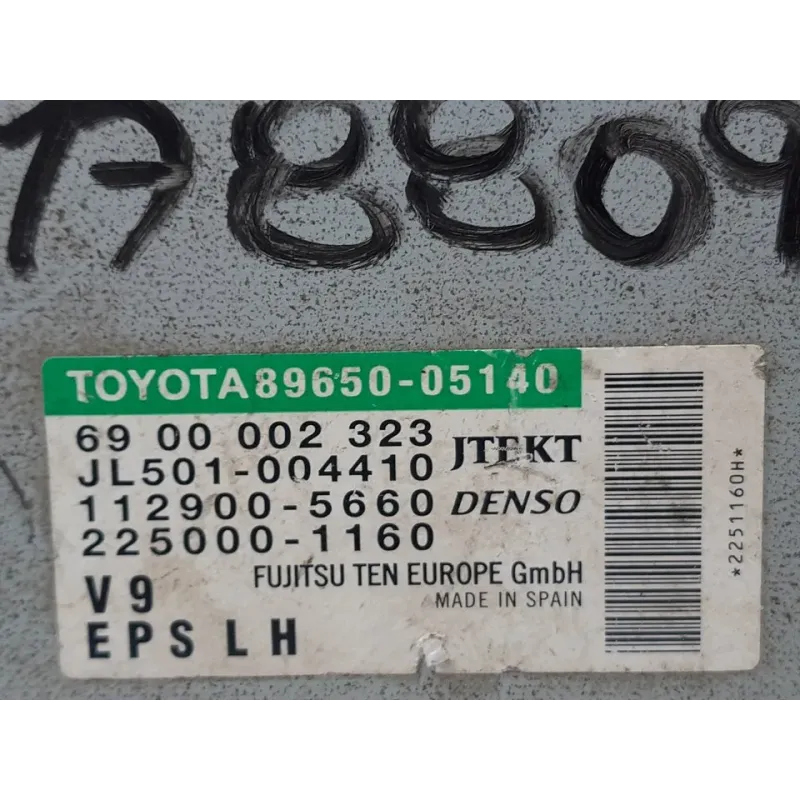 A8809
TOYOTA 89650-05140
69 00 002 323 JTEKT
JL501-004410
112900-5660 DENSO
225000-1160
V9 FUJITSU TEN EUROPE GmbH
MADE IN SPAIN
EPS LH
*2251160H*